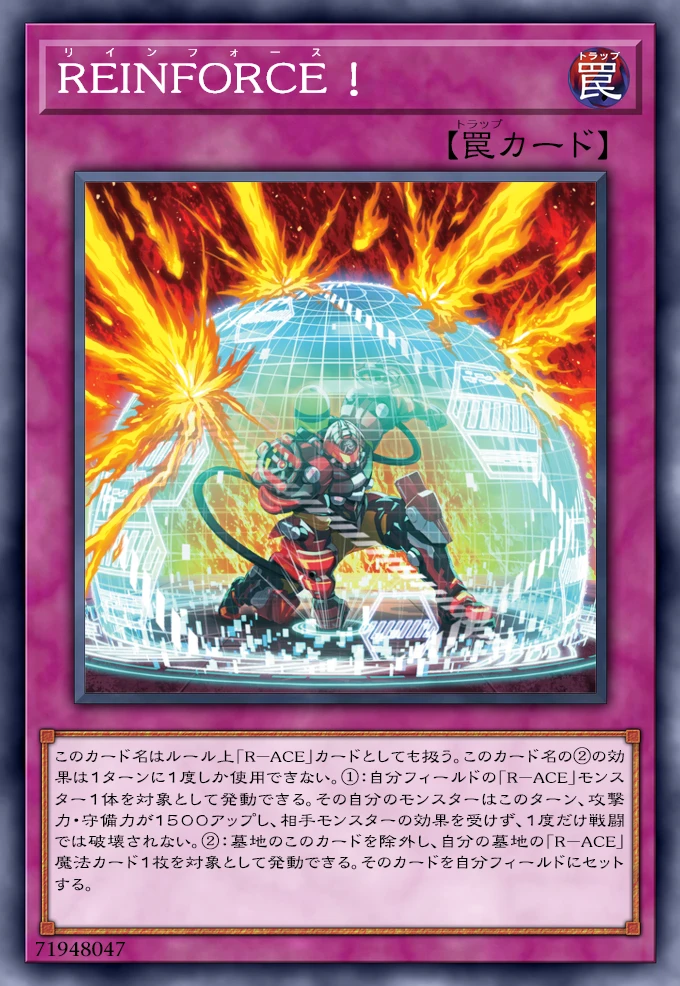 リインフォース
REINFORCE！
トラップ
罠
トラップ
【罠カード】
このカード名はルール上「R－ACE」カードとしても扱う。このカード名の②の効
果は１ターンに１度しか使用できない。①：自分フィールドの「R－ACE」モンス
ター１体を対象として発動できる。その自分のモンスターはこのターン、攻撃
力・守備力が１５００アップし、相手モンスターの効果を受けず、１度だけ戦闘
では破壊されない。②：墓地のこのカードを除外し、自分の墓地の「R－ACE」
魔法カード１枚を対象として発動できる。そのカードを自分フィールドにセット
する。
71948047